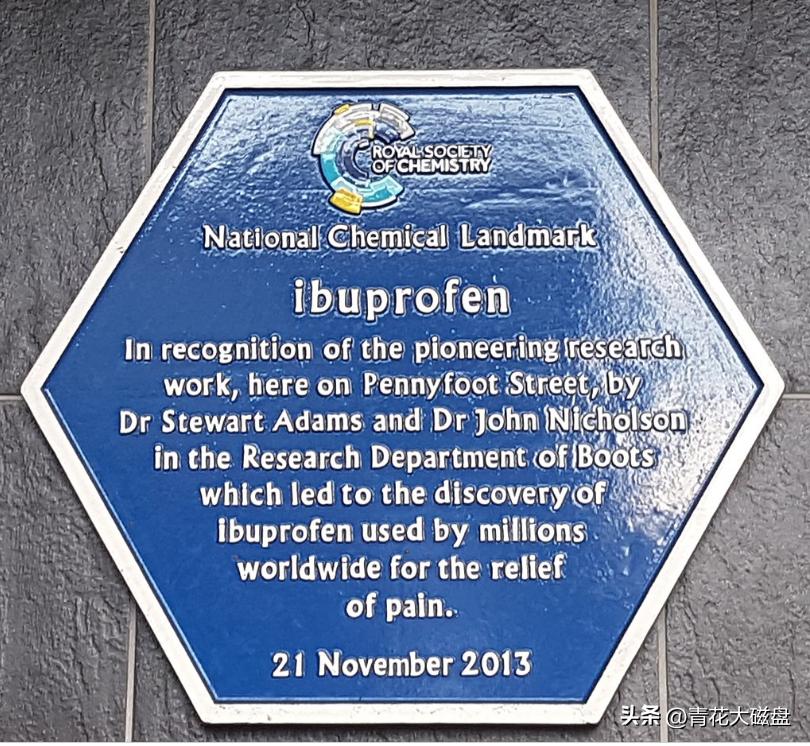 ROYAL SOCIETY
OF CHEMISTRY
National Chemical Landmark
ibuprofen
In recognition of the pioneering research
work, here on Pennyfoot Street, by
Dr Stewart Adams and Dr John Nicholson
in the Research Department of Boots
which led to the discovery of
ibuprofen used by millions
worldwide for the relief
of pain.
21 November 2013
头条 @青花大磁盘